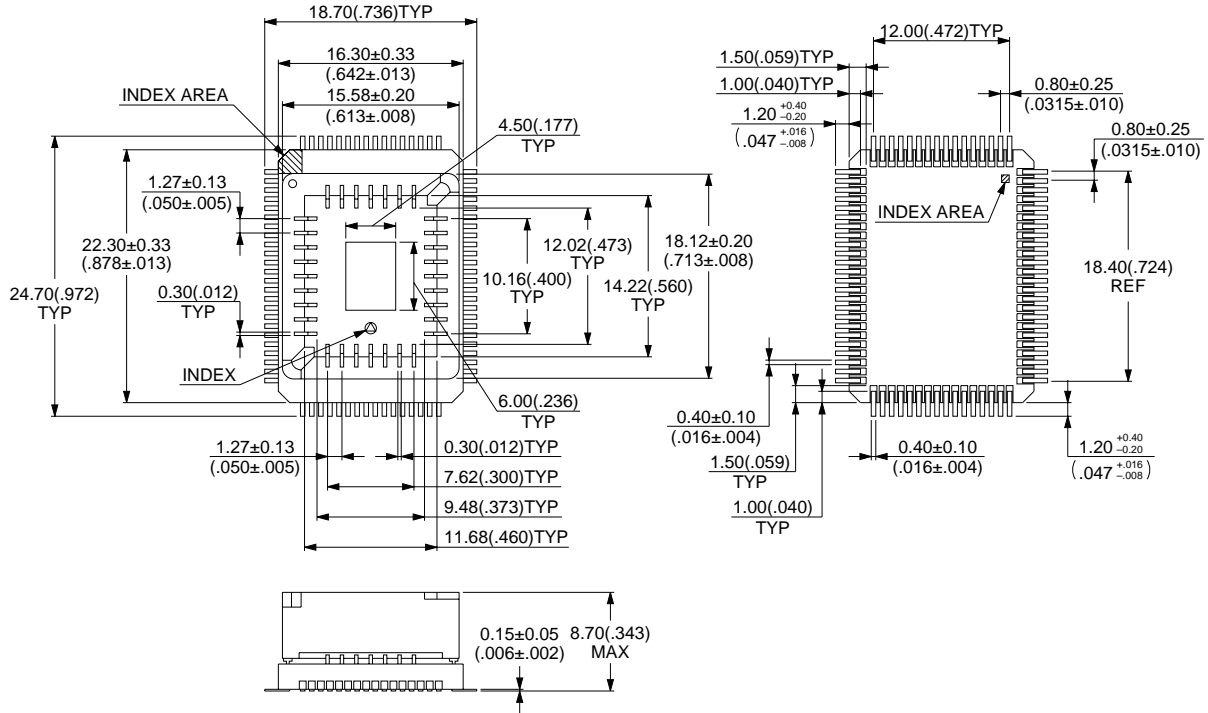 18.70(.736)TYP
16.30±0.33
(.642±.013)
INDEX AREA
15.58±0.20
(.613±.008)
4.50(.177)
TYP
1.27±0.13
(.050±.005)
22.30±0.33
(.878±.013)
24.70(.972)
TYP
0.30(.012)
TYP
12.02(.473)
TYP
10.16(.400)
TYP
14.22(.560)
TYP
18.12±0.20
(.713±.008)
INDEX
6.00(.236)
TYP
1.27±0.13
(.050±.005)
0.30(.012)TYP
7.62(.300)TYP
9.48(.373)TYP
11.68(.460)TYP
0.15±0.05
(.006±.002)
8.70(.343)
MAX
12.00(.472)TYP
1.50(.059)TYP
1.00(.040)TYP
1.20 +0.40 –0.20
(.047 +.016 –.008)
0.80±0.25
(.0315±.010)
0.80±0.25
(.0315±.010)
INDEX AREA
18.40(.724)
REF
0.40±0.10
(.016±.004)
1.50(.059)
TYP
1.00(.040)
TYP
0.40±0.10
(.016±.004)
1.20 +0.40 –0.20
(.047 +.016 –.008)